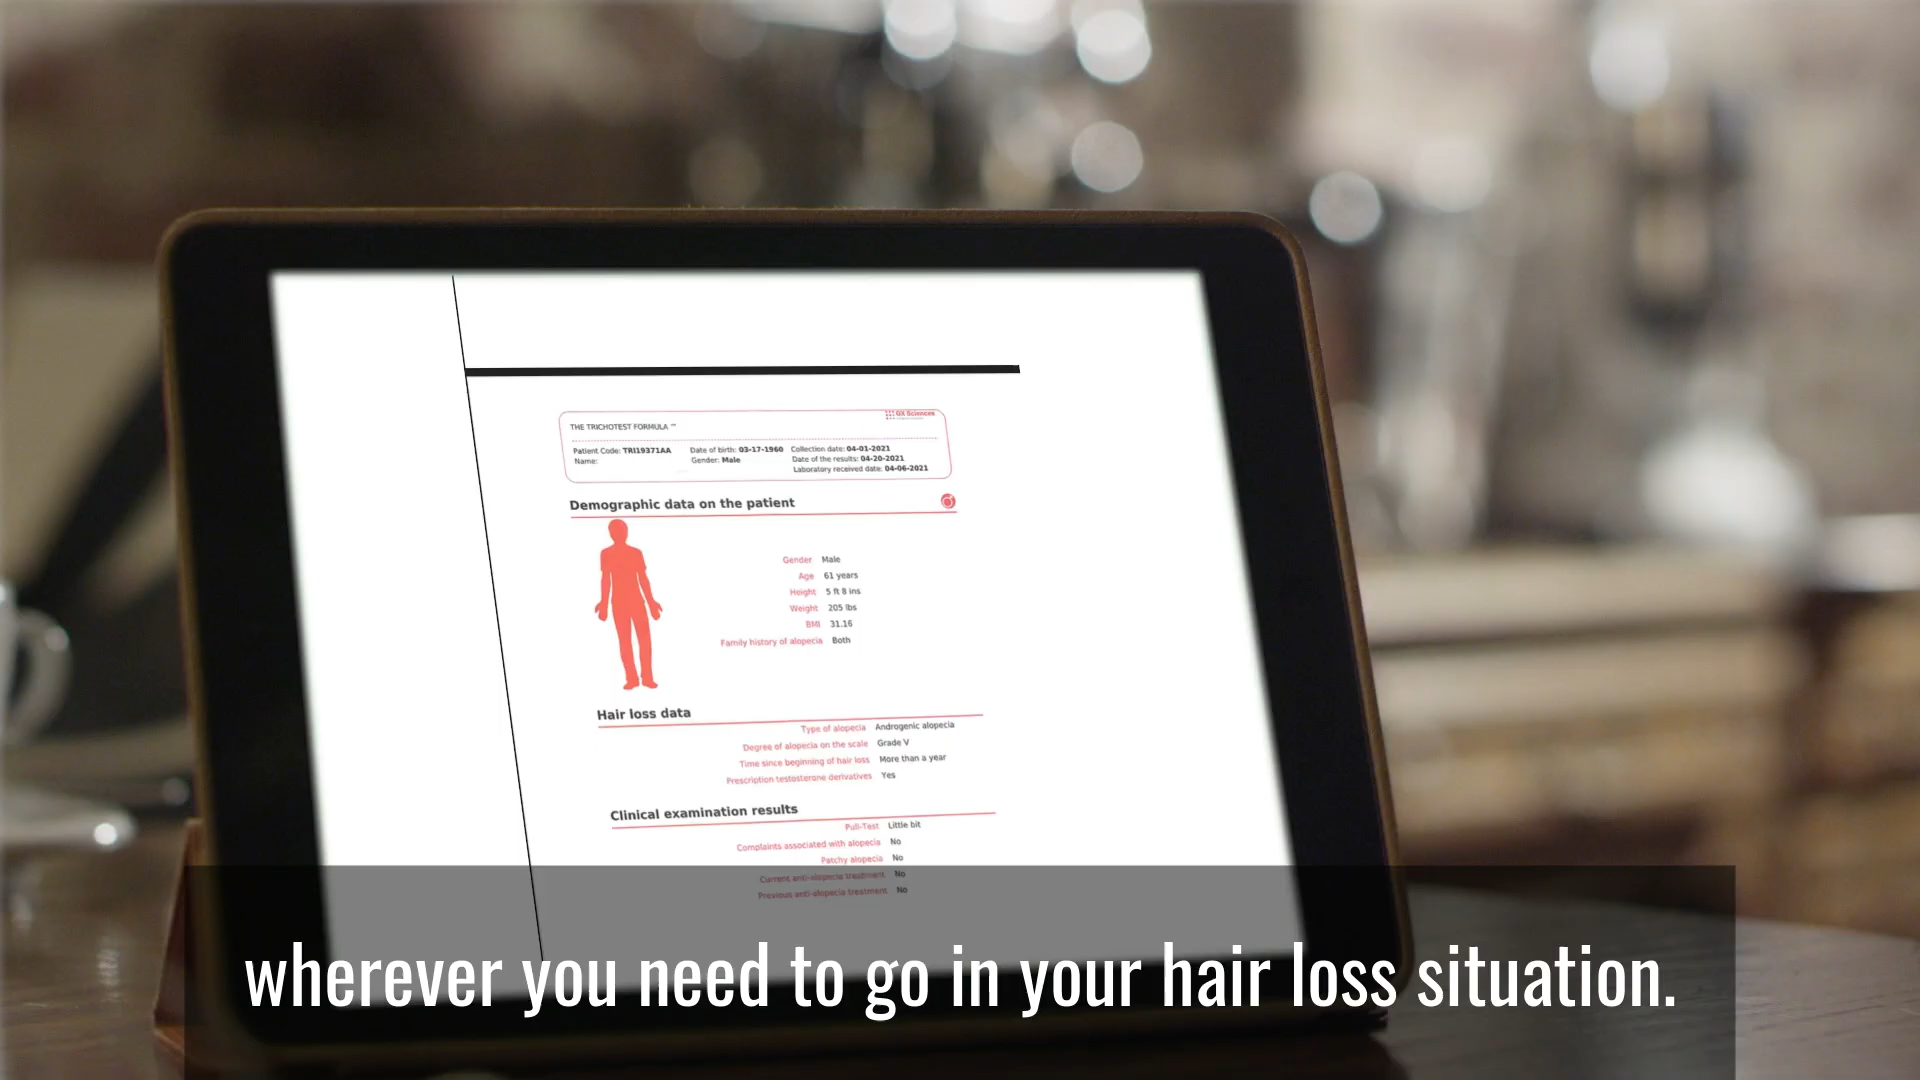 GX Sciences
THE TRICHOTEST FORMULA ™
Patient Code: TRI19371AA Date of birth: 03-17-1960 Collection date: 04-01-2021
Name: Gender: Male Date of the results: 04-20-2021
Laboratory received date: 04-06-2021
Demographic data on the patient
Gender Male
Age 61 years
Height 5 ft 8 ins
Weight 205 lbs
BMI 31.16
Family history of alopecia Both
Hair loss data
Type of alopecia Androgenic alopecia
Degree of alopecia on the scale Grade V
Time since beginning of hair loss More than a year
Prescription testosterone derivatives Yes
Clinical examination results
Pull-Test Little bit
Complaints associated with alopecia No
Patchy alopecia No
Current anti-alopecia treatment No
Previous anti-alopecia treatment No
wherever you need to go in your hair loss situation.